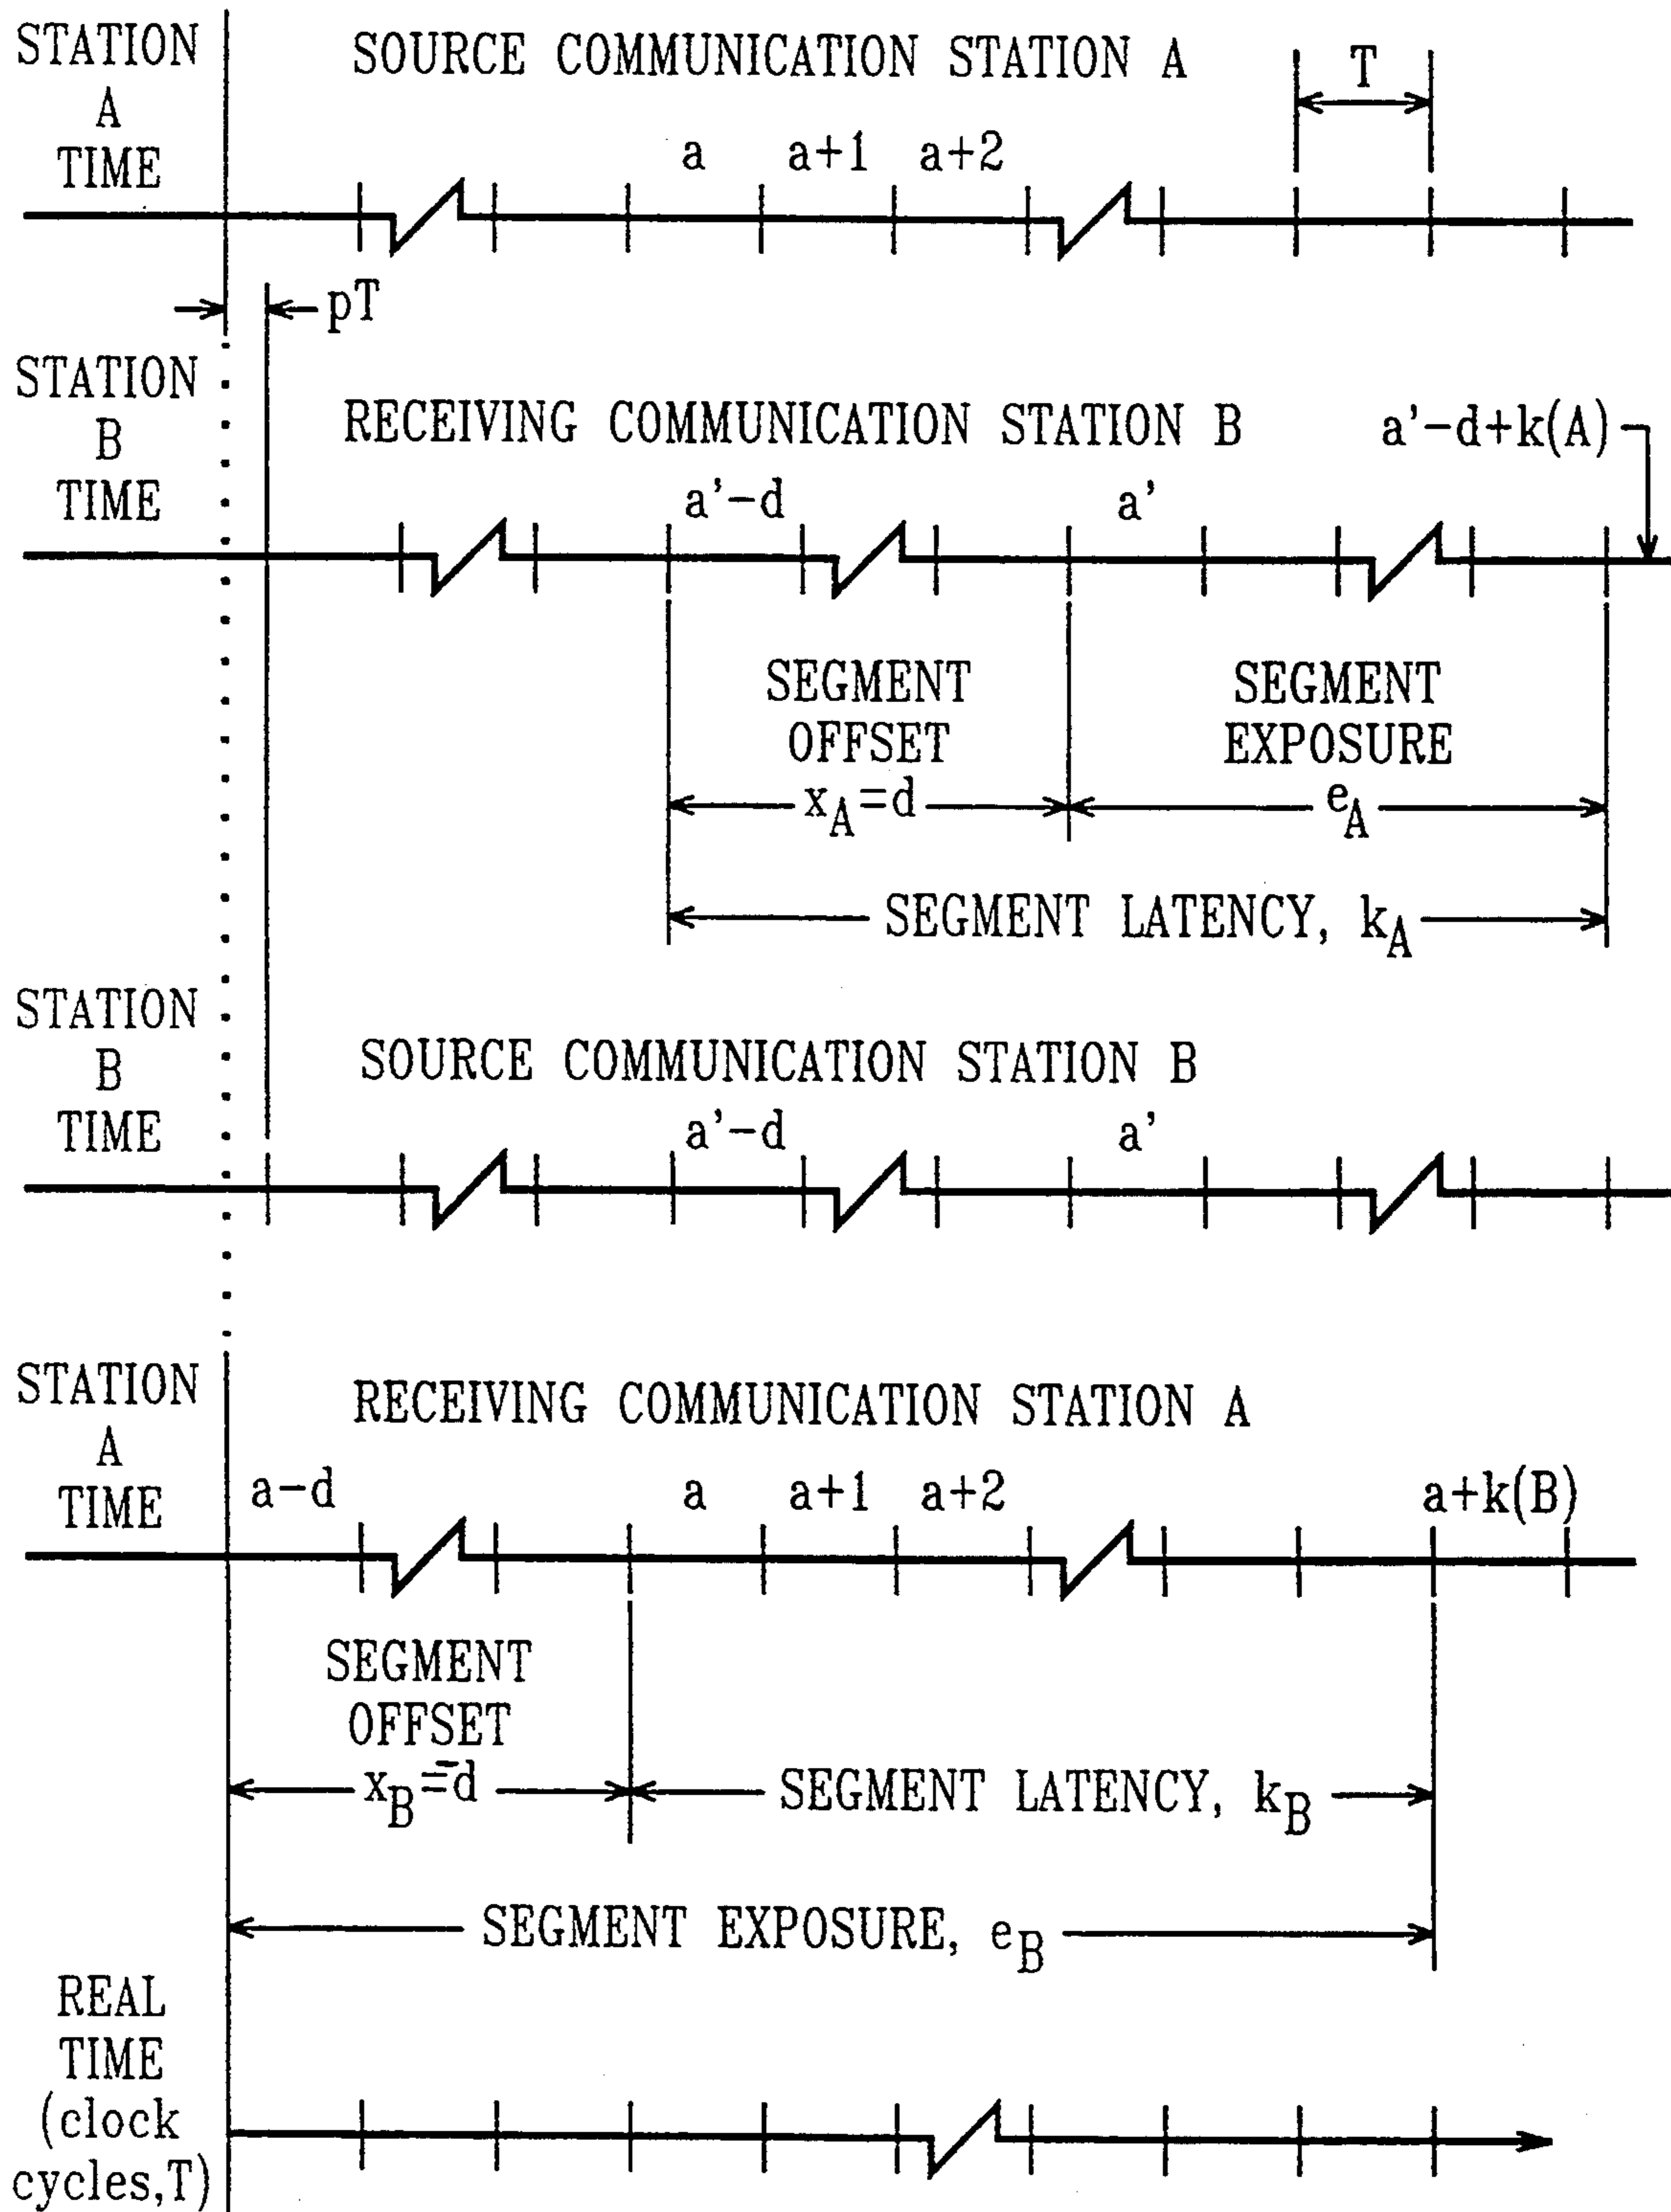 STATION
A
TIME
SOURCE COMMUNICATION STATION A
T
a a+1 a+2
pT
STATION
B
TIME
RECEIVING COMMUNICATION STATION B
a'-d+k(A)
a'-d a'
SEGMENT
OFFSET
x_A=d
SEGMENT
EXPOSURE
e_A
SEGMENT LATENCY, k_A
STATION
B
TIME
SOURCE COMMUNICATION STATION B
a'-d a'
STATION
A
TIME
RECEIVING COMMUNICATION STATION A
a-d a a+1 a+2 a+k(B)
SEGMENT
OFFSET
x_B=-d
SEGMENT LATENCY, k_B
SEGMENT EXPOSURE, e_B
REAL
TIME
(clock
cycles,T)